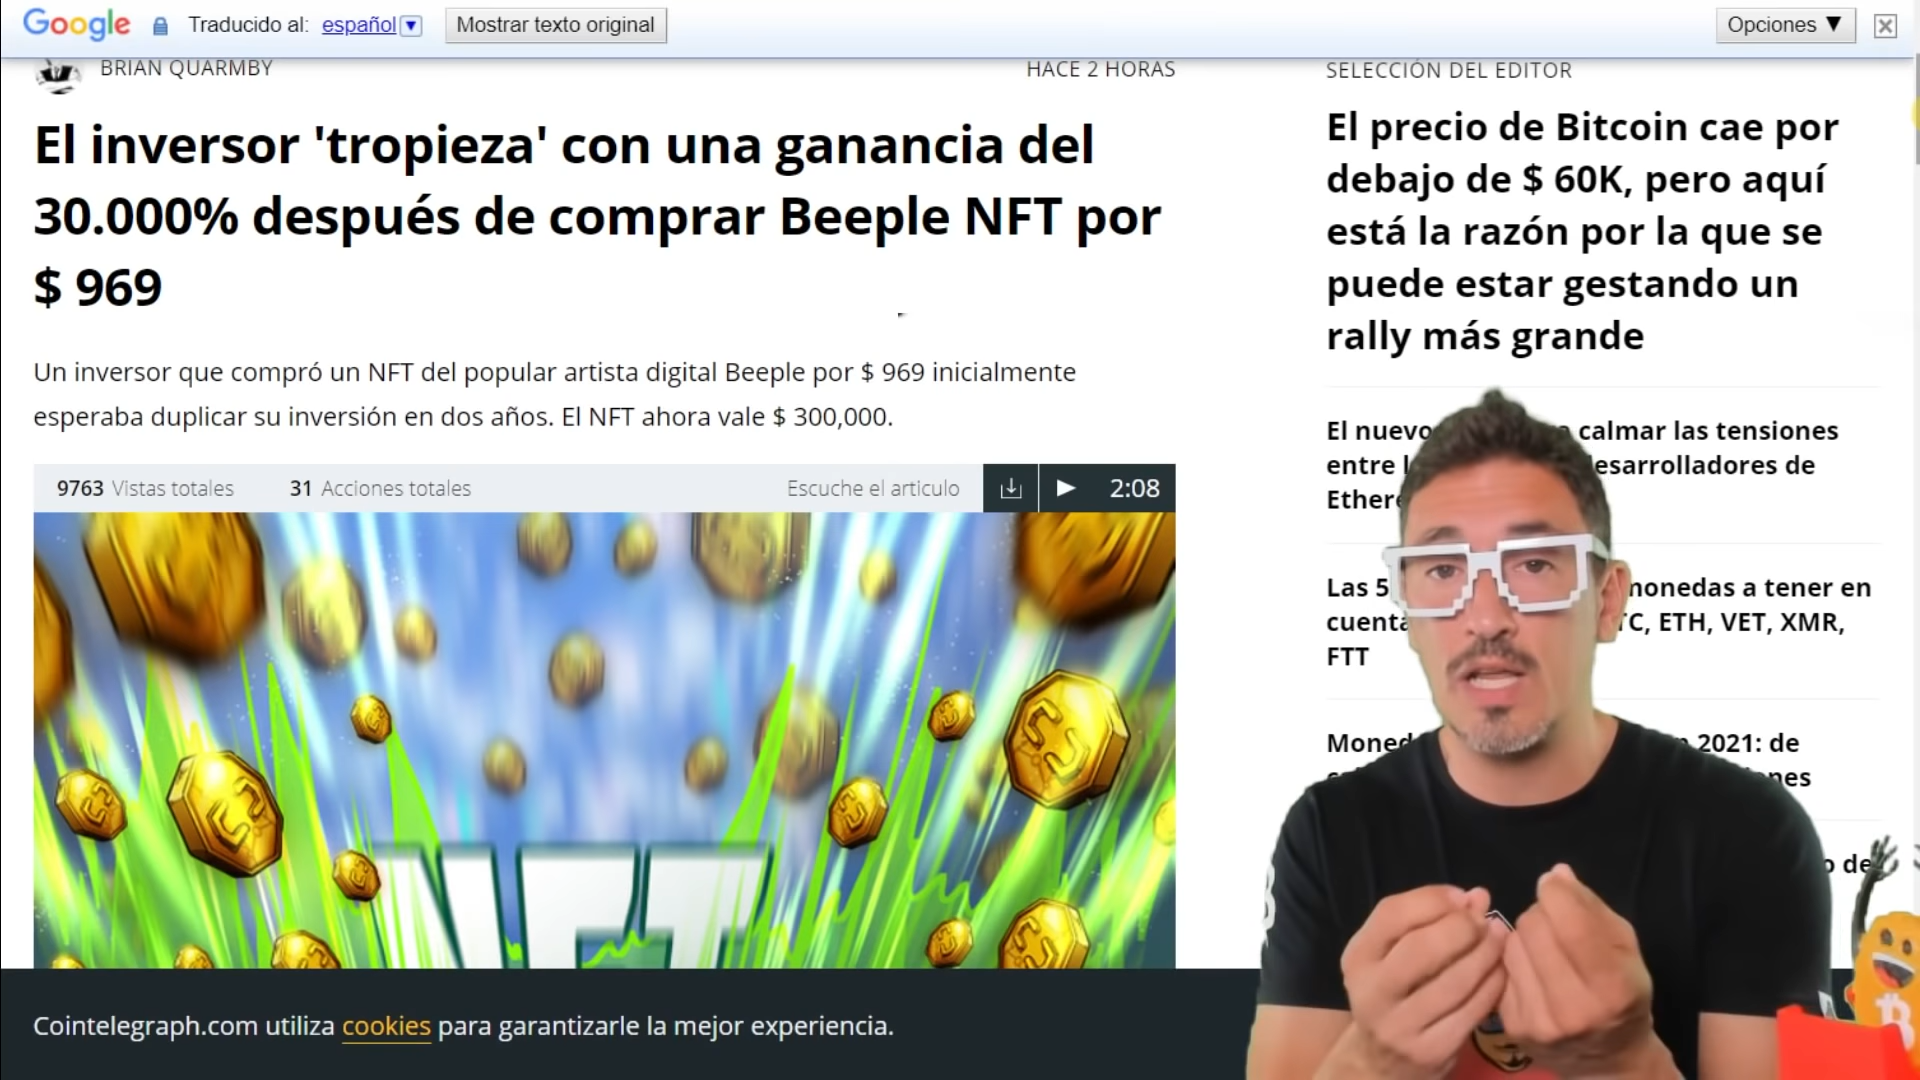 Google Traducido al: español Mostrar texto original Opciones
BRIAN QUARMBY HACE 2 HORAS
El inversor 'tropieza' con una ganancia del
30.000% después de comprar Beeple NFT por
$ 969
Un inversor que compró un NFT del popular artista digital Beeple por $ 969 inicialmente
esperaba duplicar su inversión en dos años. El NFT ahora vale $ 300,000.
9763 Vistas totales 31 Acciones totales Escuche el articulo 2:08
NFT
Cointelegraph.com utiliza cookies para garantizarle la mejor experiencia.
SELECCIÓN DEL EDITOR
El precio de Bitcoin cae por
debajo de $ 60K, pero aquí
está la razón por la que se
puede estar gestando un
rally más grande
El nuevo calmar las tensiones
entre desarrolladores de
Las 5 monedas a tener en
cuenta ETH, VET, XMR,
FTT
2021: de
de